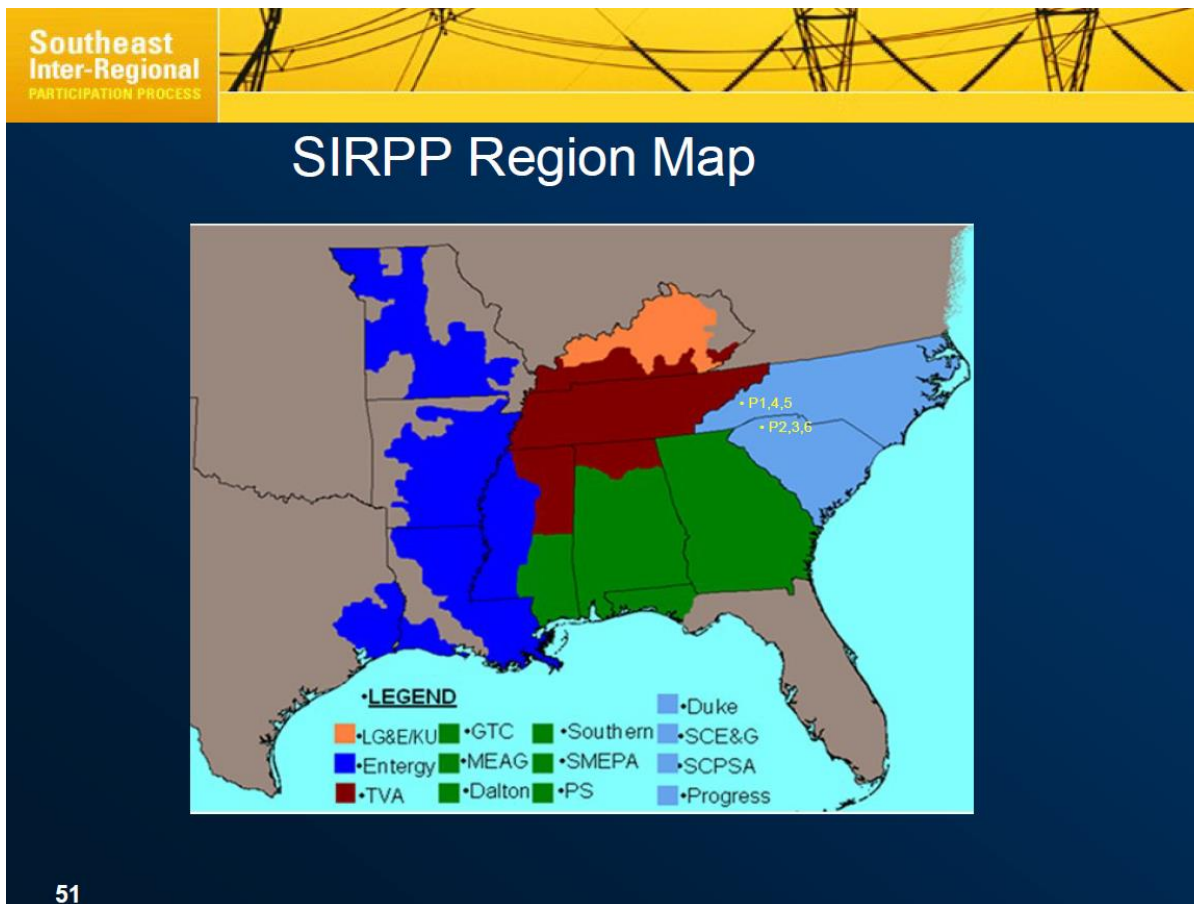 Southeast
Inter-Regional
PARTICIPATION PROCESS
SIRPP Region Map
• P1,4,5
• P2,3,6
•LEGEND
•LG&E/KU
•Entergy
•TVA
•GTC
•MEAG
•Dalton
•Southern
•SMEPA
•PS
•Duke
•SCE&G
•SCPSA
•Progress
51